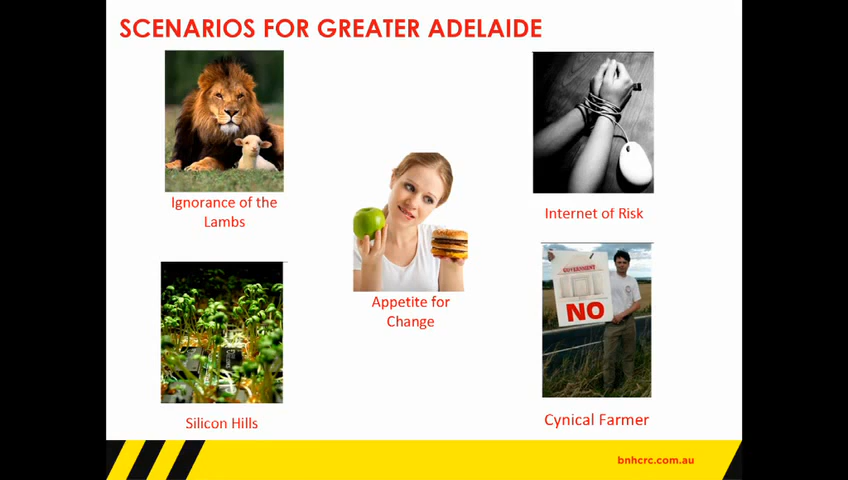 SCENARIOS FOR GREATER ADELAIDE
Ignorance of the
Lambs
Internet of Risk
Appetite for
Change
GOVERNMENT
NO
Silicon Hills
Cynical Farmer
bnhcrc.com.au